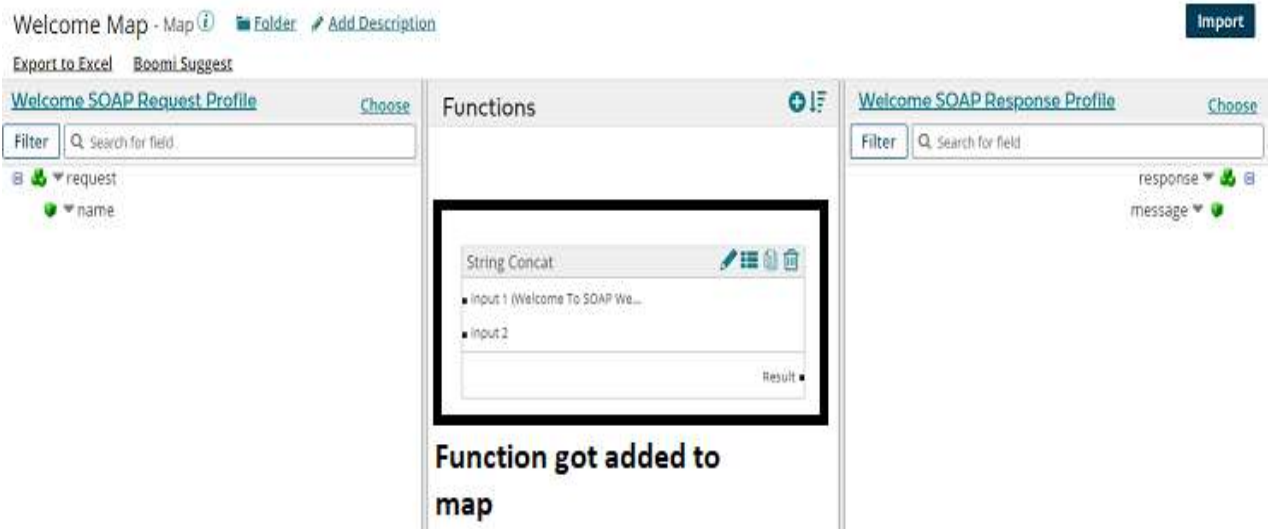 Welcome Map - Map i Folder Add Description
Import
Export to Excel Boomi Suggest
Welcome SOAP Request Profile Choose
Filter Search for field
request
name
Functions
String Concat
Input 1 (Welcome To SOAP We...
Input 2
Result
Function got added to
map
Welcome SOAP Response Profile Choose
Filter Search for field
response
message